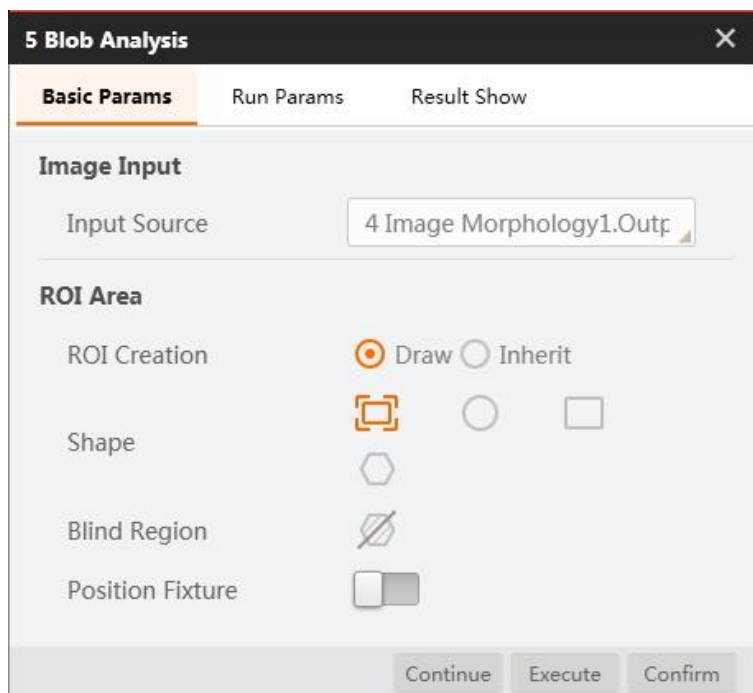 5 Blob Analysis
Basic Params Run Params Result Show
Image Input
Input Source 4 Image Morphology1.Outp
ROI Area
ROI Creation Draw Inherit
Shape
Blind Region
Position Fixture
Continue Execute Confirm